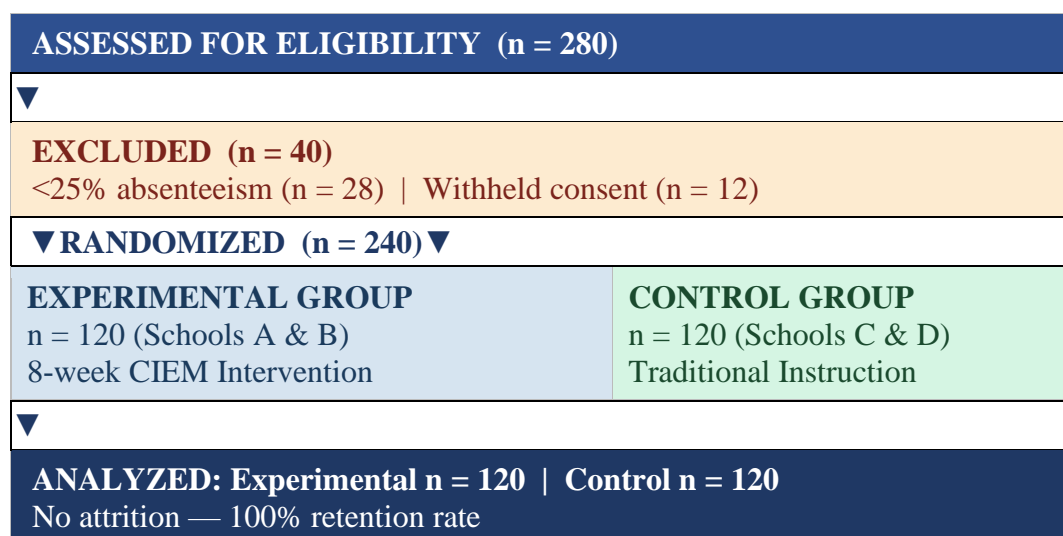 ASSESSED FOR ELIGIBILITY (n = 280)
▼
EXCLUDED (n = 40)
<25% absenteeism (n = 28) | Withheld consent (n = 12)
▼RANDOMIZED (n = 240)▼
EXPERIMENTAL GROUP
n = 120 (Schools A & B)
8-week CIEM Intervention
CONTROL GROUP
n = 120 (Schools C & D)
Traditional Instruction
▼
ANALYZED: Experimental n = 120 | Control n = 120
No attrition — 100% retention rate